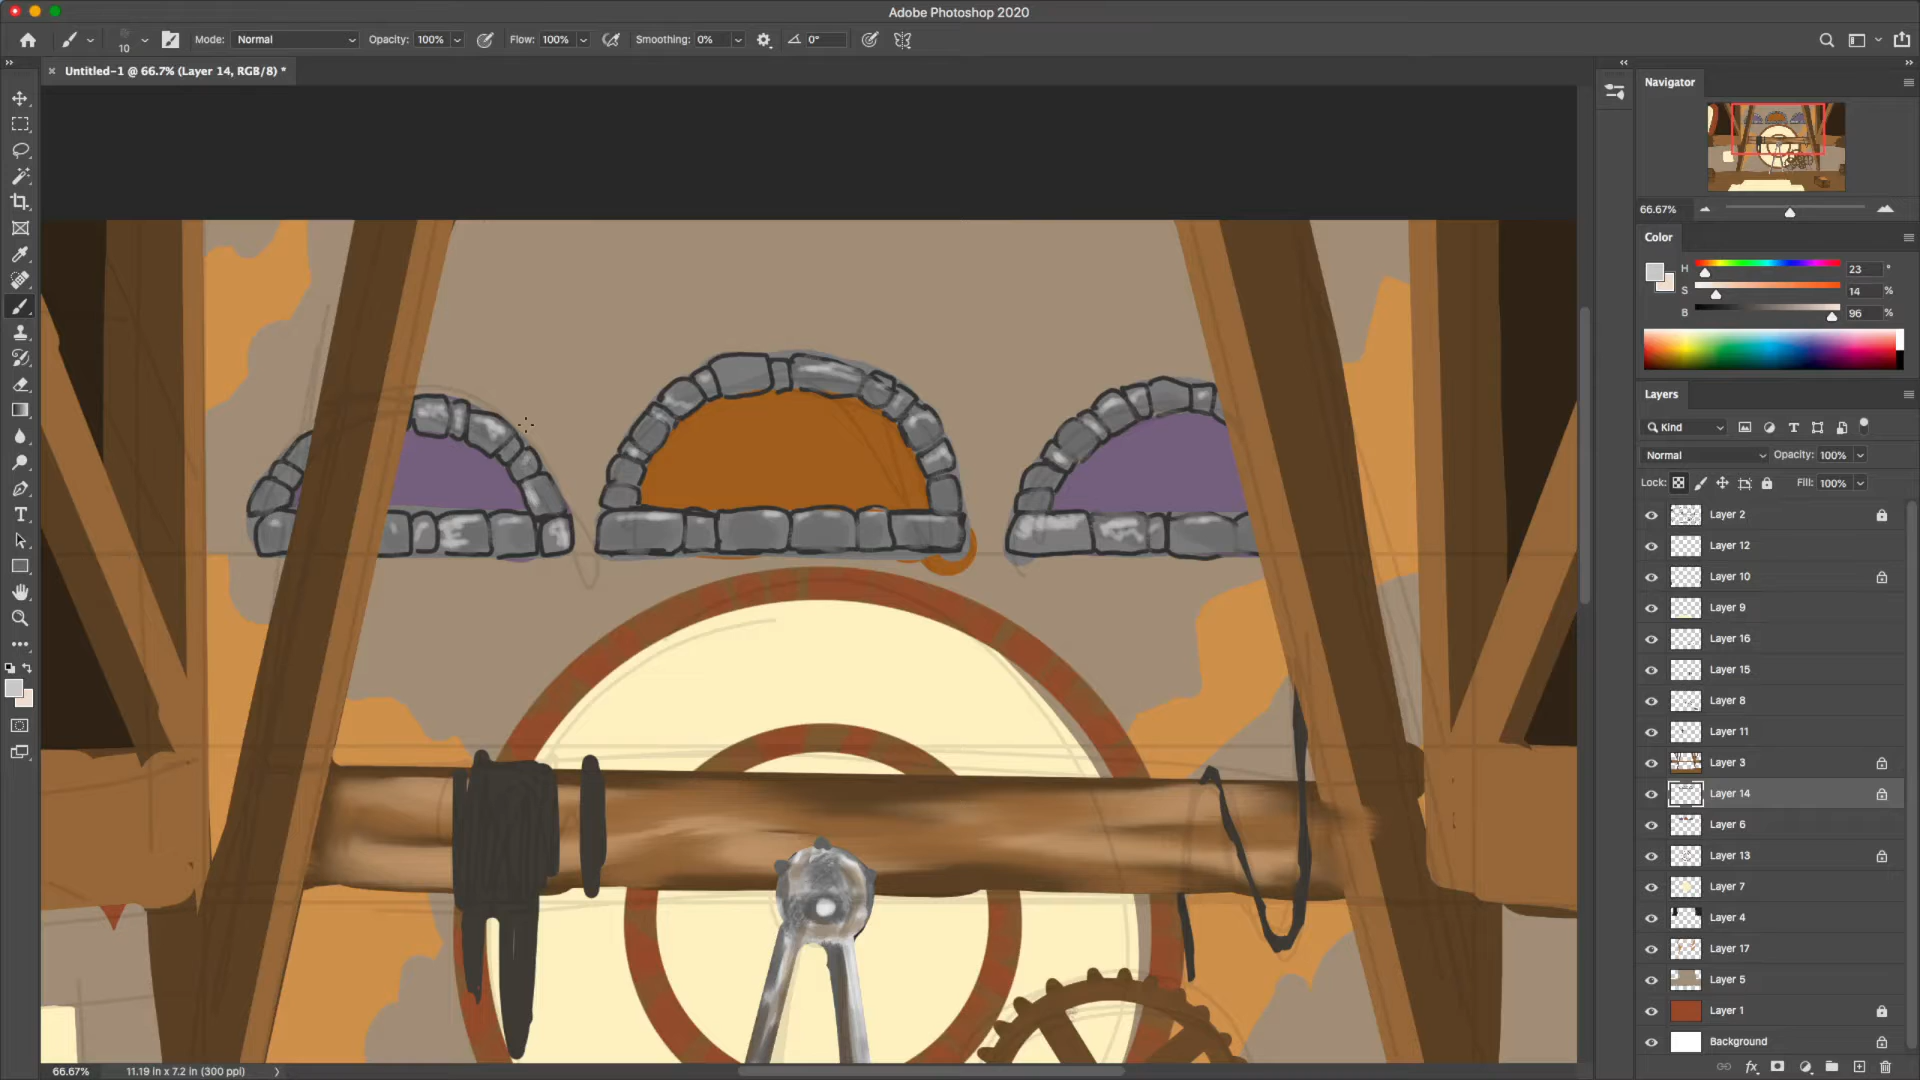 Adobe Photoshop 2020
10
Mode: Normal
Opacity: 100%
Flow: 100%
Smoothing: 0%
0°
Untitled-1 @ 66.7% (Layer 14, RGB/8) *
Navigator
66.67%
Color
H 23 °
S 14 %
B 96 %
Layers
Kind
Normal Opacity: 100%
Lock: Fill: 100%
Layer 2
Layer 12
Layer 10
Layer 9
Layer 16
Layer 15
Layer 8
Layer 11
Layer 3
Layer 14
Layer 6
Layer 13
Layer 7
Layer 4
Layer 17
Layer 5
Layer 1
Background
fx
66.67% 11.19 in x 7.2 in (300 ppi)